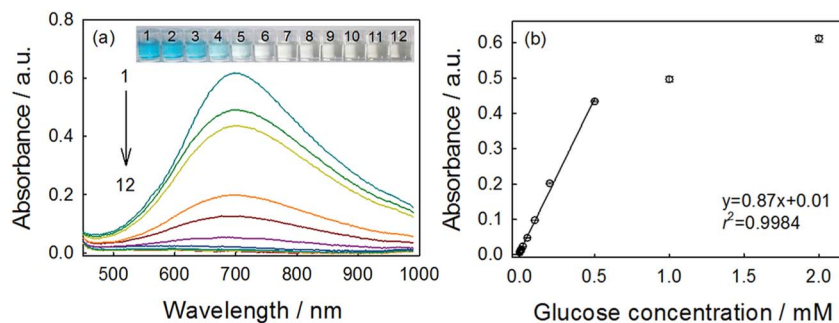 (a)
1 2 3 4 5 6 7 8 9 10 11 12
1
12
0.8
0.6
0.4
0.2
0.0
500 600 700 800 900 1000
Absorbance / a.u.
Wavelength / nm
(b)
0.6
0.5
0.4
0.3
0.2
0.1
0.0
0.0 0.5 1.0 1.5 2.0
Absorbance / a.u.
Glucose concentration / mM
y=0.87x+0.01
r²=0.9984